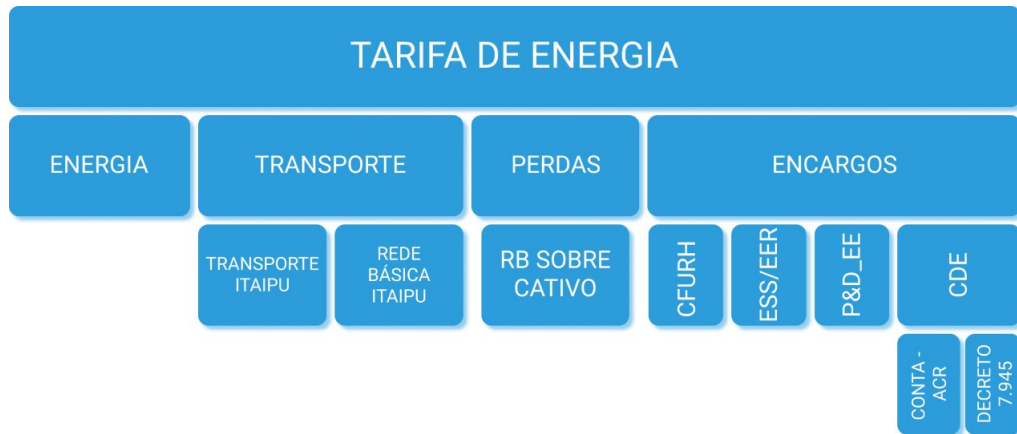 TARIFA DE ENERGIA
ENERGIA
TRANSPORTE
PERDAS
ENCARGOS
TRANSPORTE
ITAIPU
REDE
BÁSICA
ITAIPU
RB SOBRE
CATIVO
CFURH
ESS/EER
P&D_EE
CDE
CONTA -
ACR
DECRETO
7.945